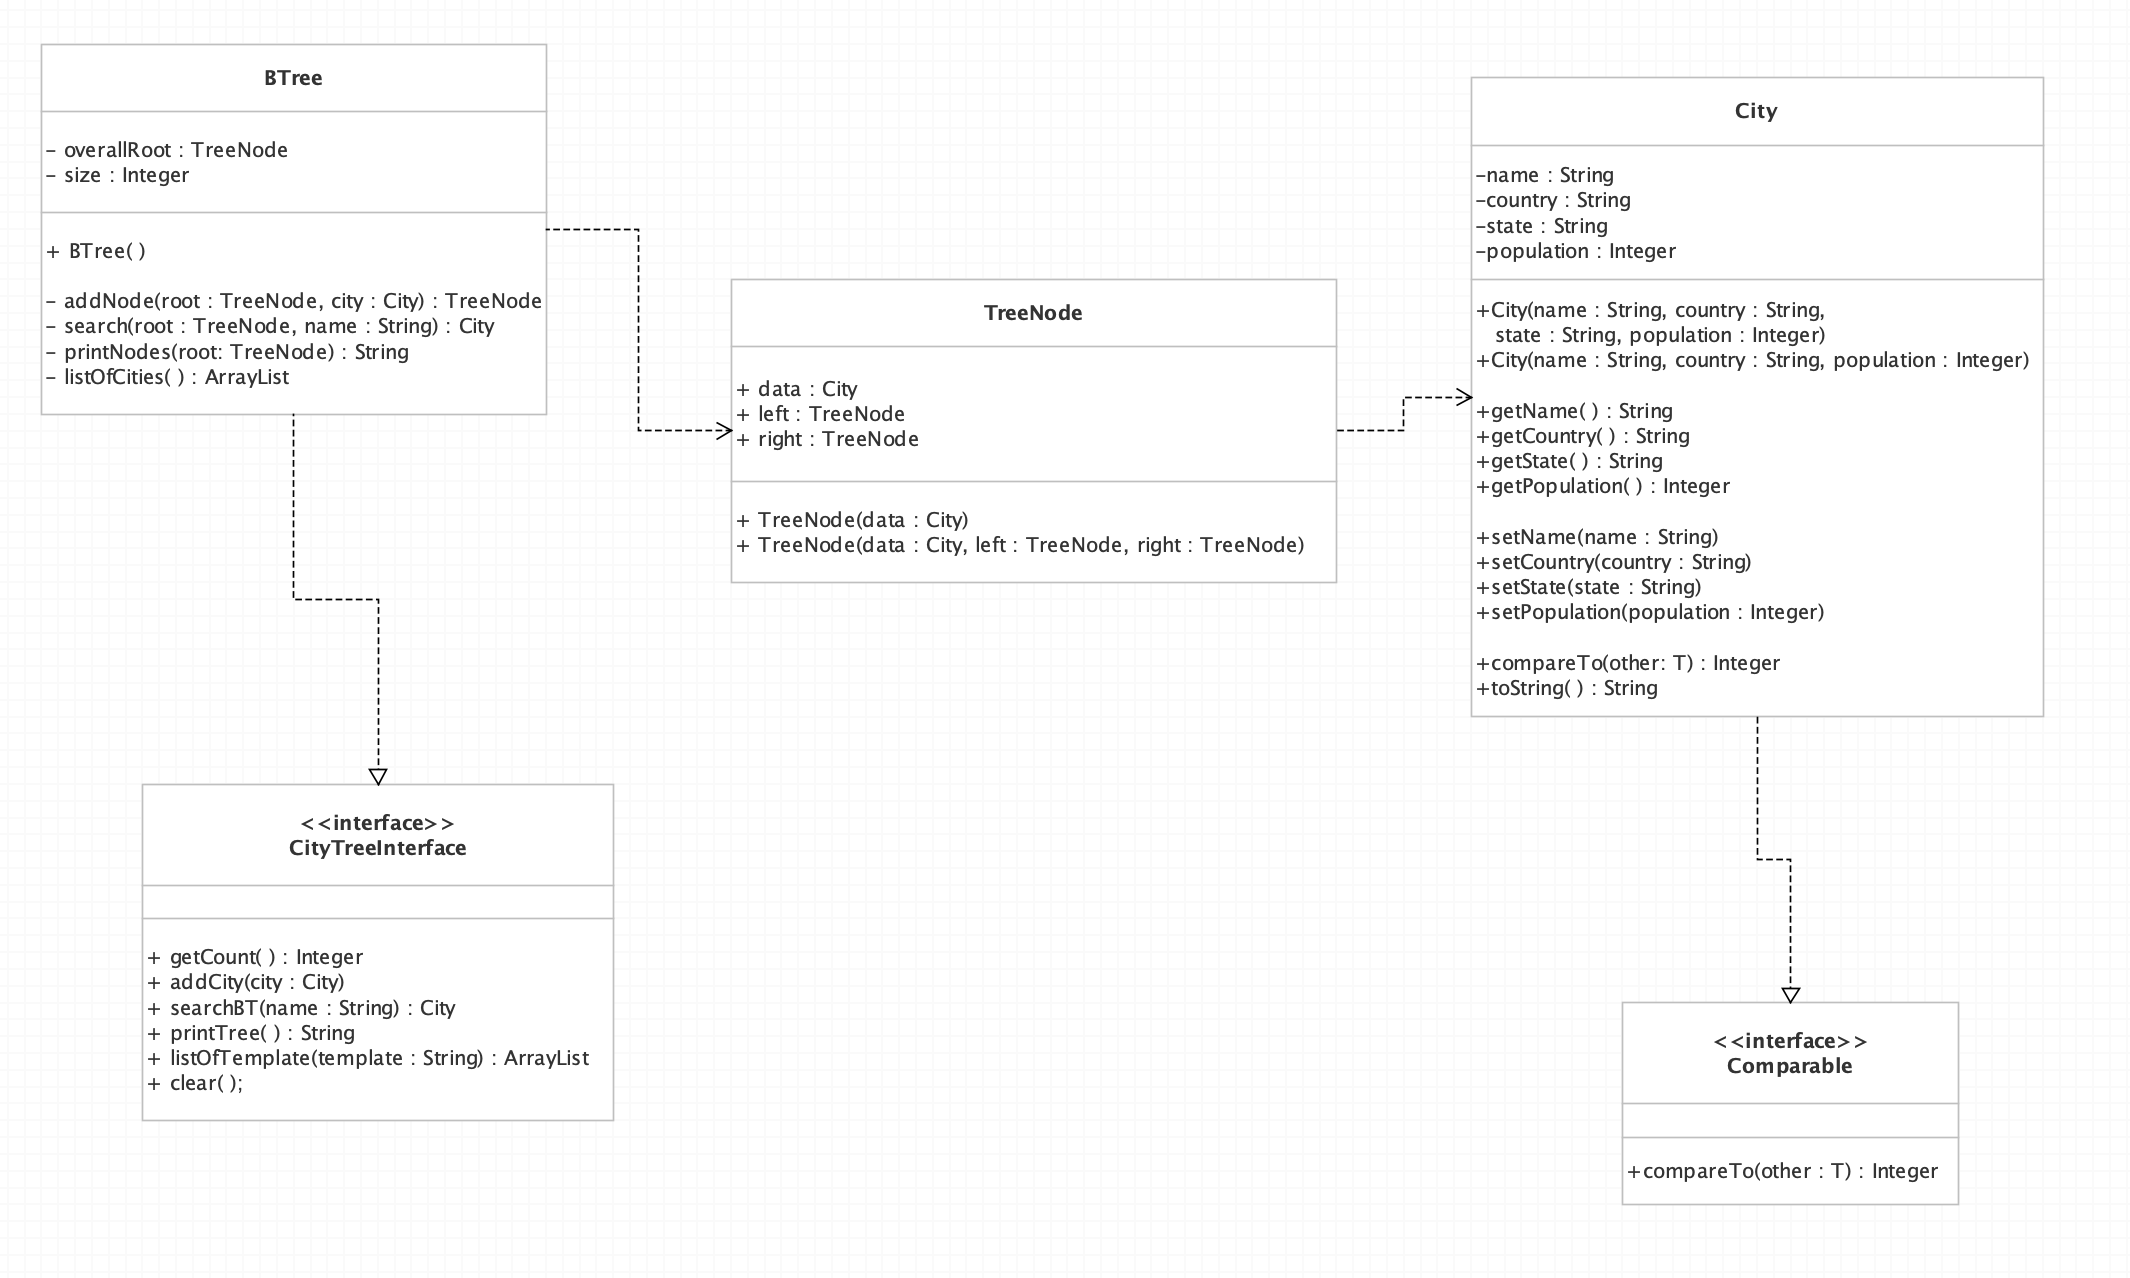 BTree
- overallRoot : TreeNode
- size : Integer
+ BTree( )
- addNode(root : TreeNode, city : City) : TreeNode
- search(root : TreeNode, name : String) : City
- printNodes(root: TreeNode) : String
- listOfCities( ) : ArrayList
TreeNode
+ data : City
+ left : TreeNode
+ right : TreeNode
+ TreeNode(data : City)
+ TreeNode(data : City, left : TreeNode, right : TreeNode)
City
-name : String
-country : String
-state : String
-population : Integer
+City(name : String, country : String,
state : String, population : Integer)
+City(name : String, country : String, population : Integer)
+getName( ) : String
+getCountry( ) : String
+getState( ) : String
+getPopulation( ) : Integer
+setName(name : String)
+setCountry(country : String)
+setState(state : String)
+setPopulation(population : Integer)
+compareTo(other: T) : Integer
+toString( ) : String
<<interface>>
CityTreeInterface
+ getCount( ) : Integer
+ addCity(city : City)
+ searchBT(name : String) : City
+ printTree( ) : String
+ listOfTemplate(template : String) : ArrayList
+ clear( );
<<interface>>
Comparable
+compareTo(other : T) : Integer